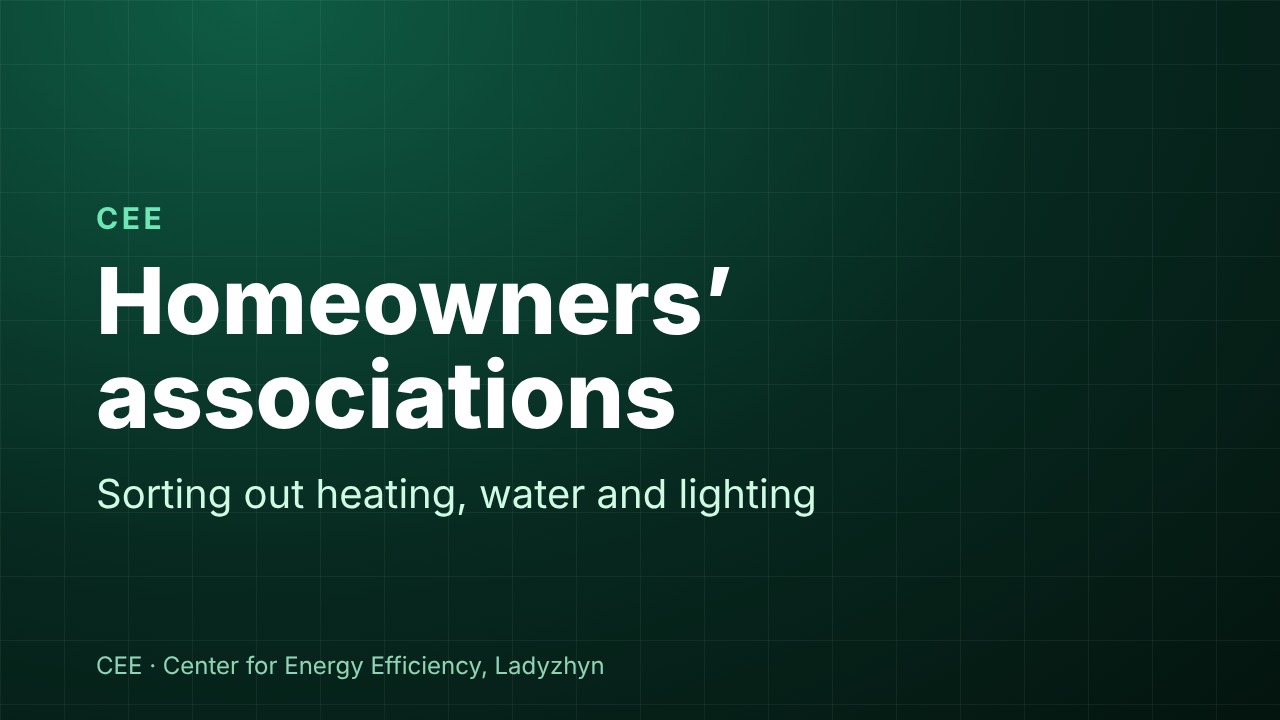 CEE
Homeowners’
associations
Sorting out heating, water and lighting
CEE · Center for Energy Efficiency, Ladyzhyn